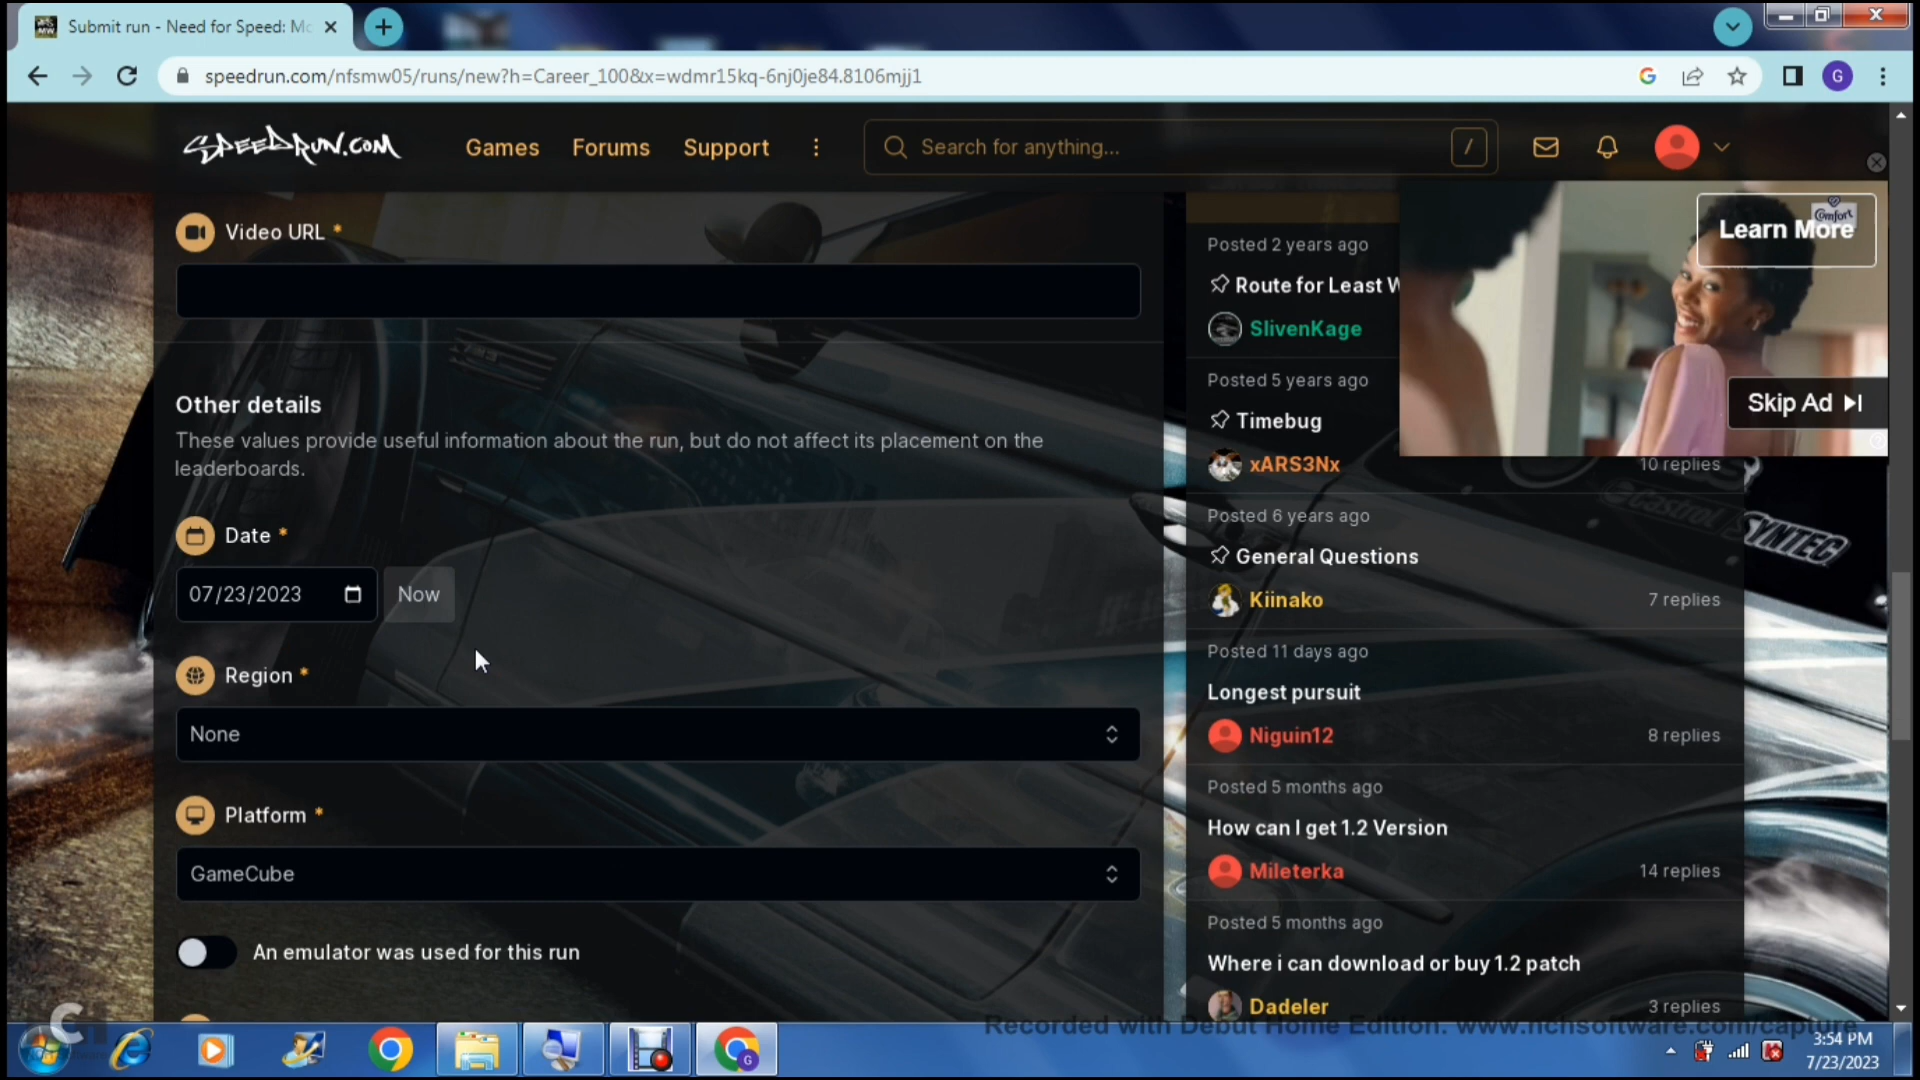 Submit run - Need for Speed: Mo
speedrun.com/nfsmw05/runs/new?h=Career_100&x=wdmr15kq-6nj0je84.8106mjj1
G
SPEEDRUN.COM
Games
Forums
Support
Search for anything...
/
Video URL *
Other details
These values provide useful information about the run, but do not affect its placement on the
leaderboards.
Date *
07/23/2023
Now
Region *
None
Platform *
GameCube
An emulator was used for this run
Posted 2 years ago
Route for Least W
SlivenKage
Posted 5 years ago
Timebug
xARS3Nx
10 replies
Posted 6 years ago
General Questions
Kiinako
7 replies
Posted 11 days ago
Longest pursuit
Niguin12
8 replies
Posted 5 months ago
How can I get 1.2 Version
Mileterka
14 replies
Posted 5 months ago
Where i can download or buy 1.2 patch
Dadeler
3 replies
Comfort
Learn More
Skip Ad
Castrol SYNTEC
Recorded with Debut Home Edition. www.nchsoftware.com/capture
3:54 PM
7/23/2023